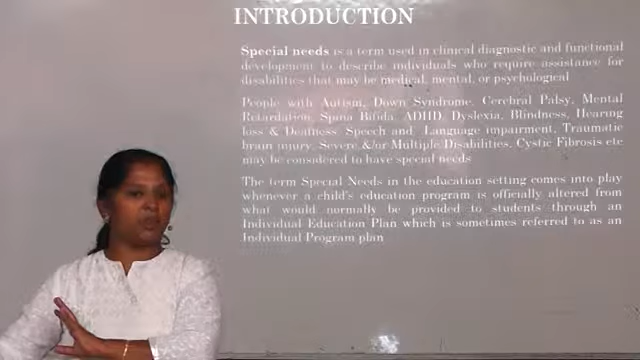 INTRODUCTION
Special needs is a term used in clinical diagnostic and functional
development to describe individuals who require assistance for
disabilities that may be medical, mental, or psychological
People with Autism, Down Syndrome, Cerebral Palsy, Mental
Retardation, Spina Bifida, ADHD, Dyslexia, Blindness, Hearing
loss & Deafness, Speech and Language impairment, Traumatic
brain injury, Severe &/or Multiple Disabilities, Cystic Fibrosis etc
may be considered to have special needs
The term Special Needs in the education setting comes into play
whenever a child's education program is officially altered from
what would normally be provided to students through an
Individual Education Plan which is sometimes referred to as an
Individual Program plan